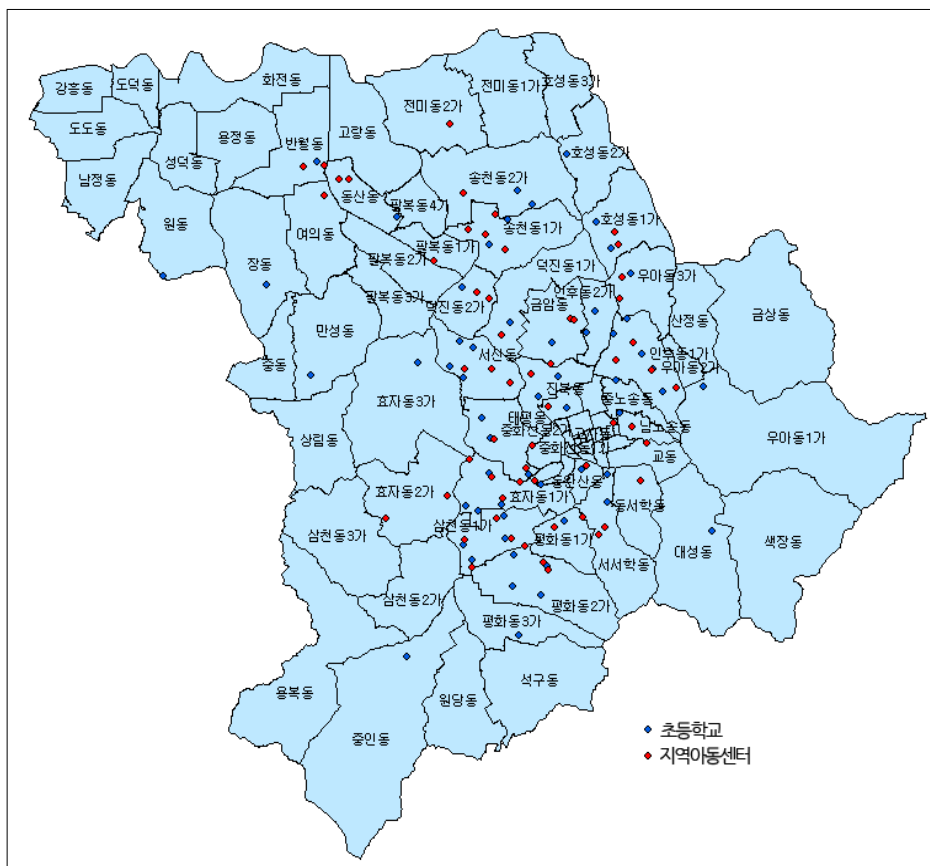 화전동
도덕동
강흥동
호성동3가
전미동1가
전미동2가
도도동
용정동
반월동
고랑동
성덕동
호성동2가
남정동
송천동2가
동산동
팔복동4가
원동
호성동1가
송천동1가
여의동
팔복동1가
팔복동2가
우아동3가
장동
덕진동1가
인후동2가
팔복동3가
덕진동2가
금암동
산정동
금상동
만성동
서신동
인후동1가
우아동2가
중동
진북동
효자동3가
중노송동
태평동
남노송동
중화산동2가
우아동1가
상림동
중화산동1가
교동
동완산동
효자동2가
효자동1가
동서학동
삼천동1가
삼천동3가
평화동1가
대성동
색장동
서서학동
삼천동2가
평화동2가
평화동3가
석구동
용복동
원당동
중인동
초등학교
지역아동센터